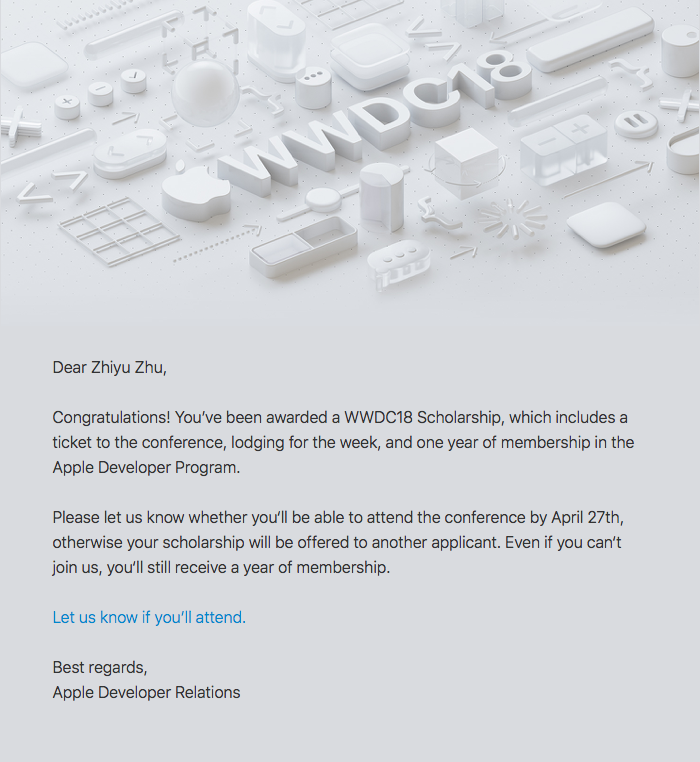 WWDC18
Dear Zhiyu Zhu,
Congratulations! You’ve been awarded a WWDC18 Scholarship, which includes a
ticket to the conference, lodging for the week, and one year of membership in the
Apple Developer Program.
Please let us know whether you’ll be able to attend the conference by April 27th,
otherwise your scholarship will be offered to another applicant. Even if you can’t
join us, you’ll still receive a year of membership.
Let us know if you’ll attend.
Best regards,
Apple Developer Relations